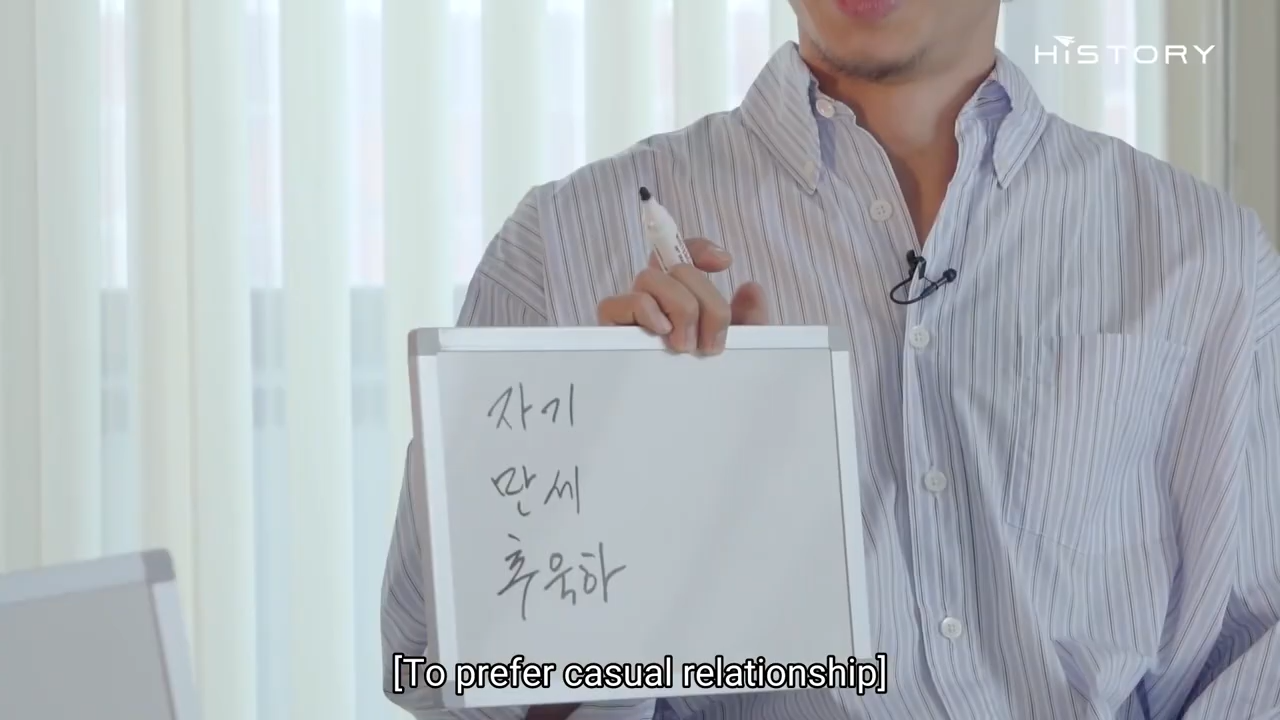 HiSTORY
자기
만세
추욱하
[To prefer casual relationship]